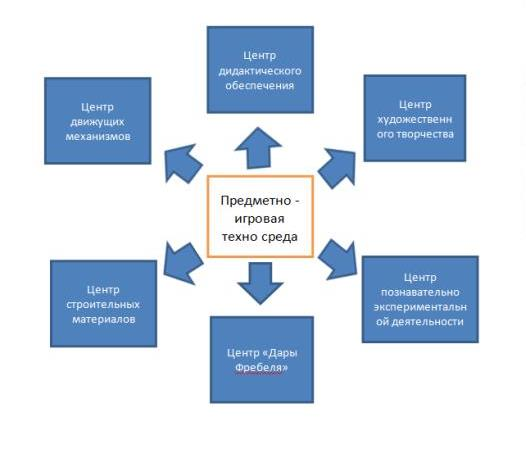 Центр
дидактического
обеспечения
Центр
движущих
механизмов
Центр
художественн
ого творчества
Предметно -
игровая
техно среда
Центр
строительных
материалов
Центр
познавательно
экспериментальн
ой деятельности
Центр «Дары
Фребеля»